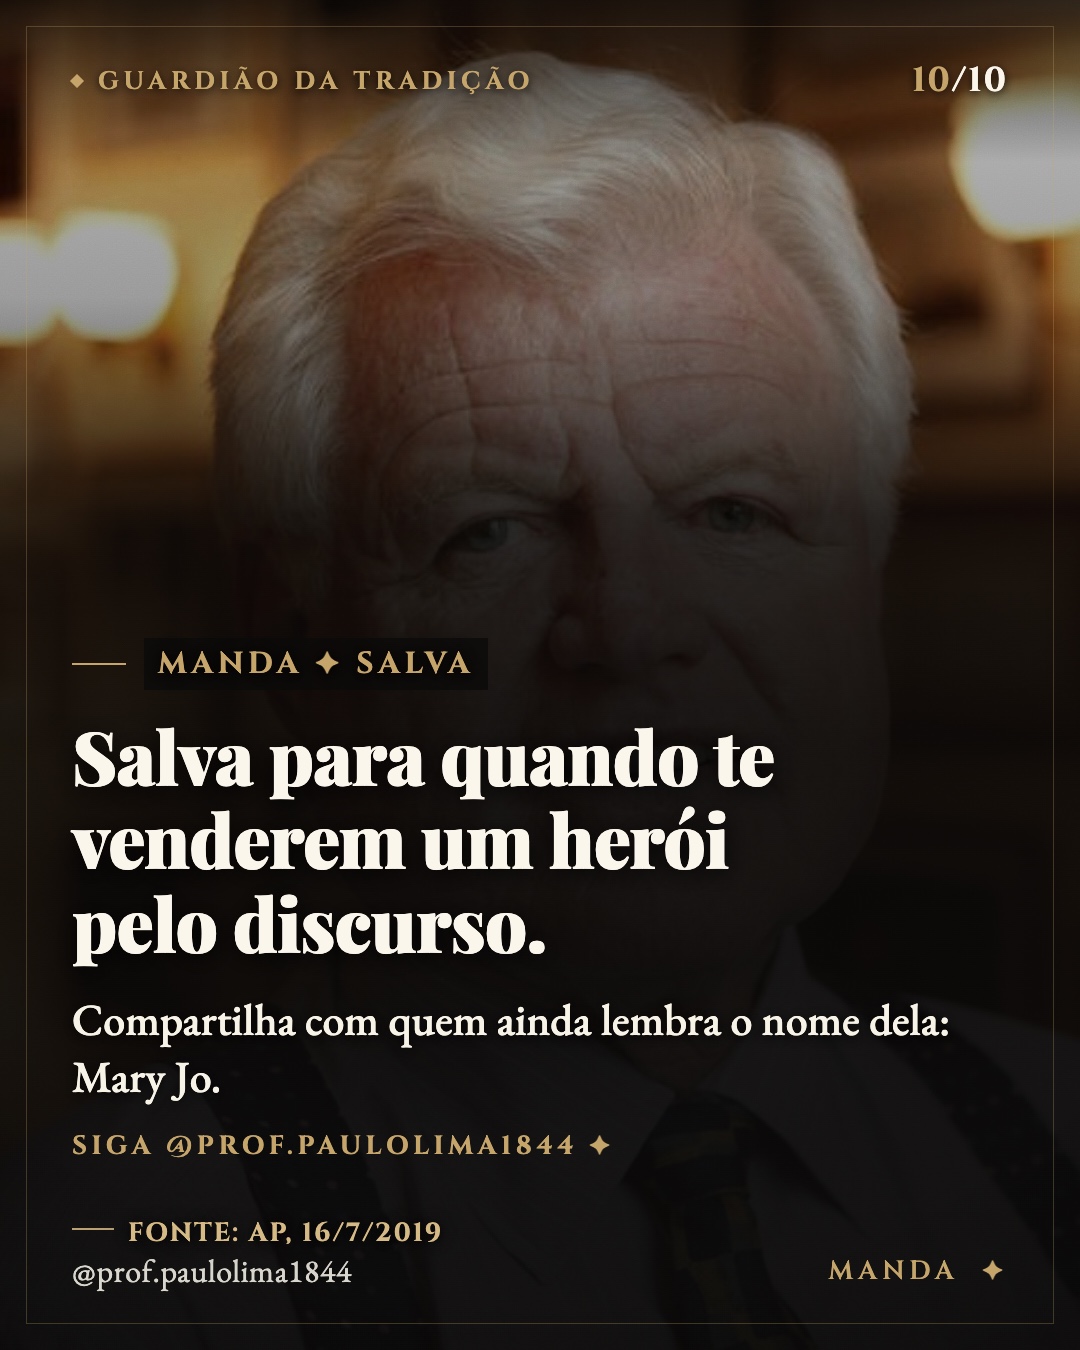 ◆ GUARDIÃO DA TRADIÇÃO
10/10
MANDA ✦ SALVA
Salva para quando te
venderem um herói
pelo discurso.
Compartilha com quem ainda lembra o nome dela:
Mary Jo.
SIGA @PROF.PAULOLIMA1844 ✦
FONTE: AP, 16/7/2019
@prof.paulolima1844
MANDA ✦